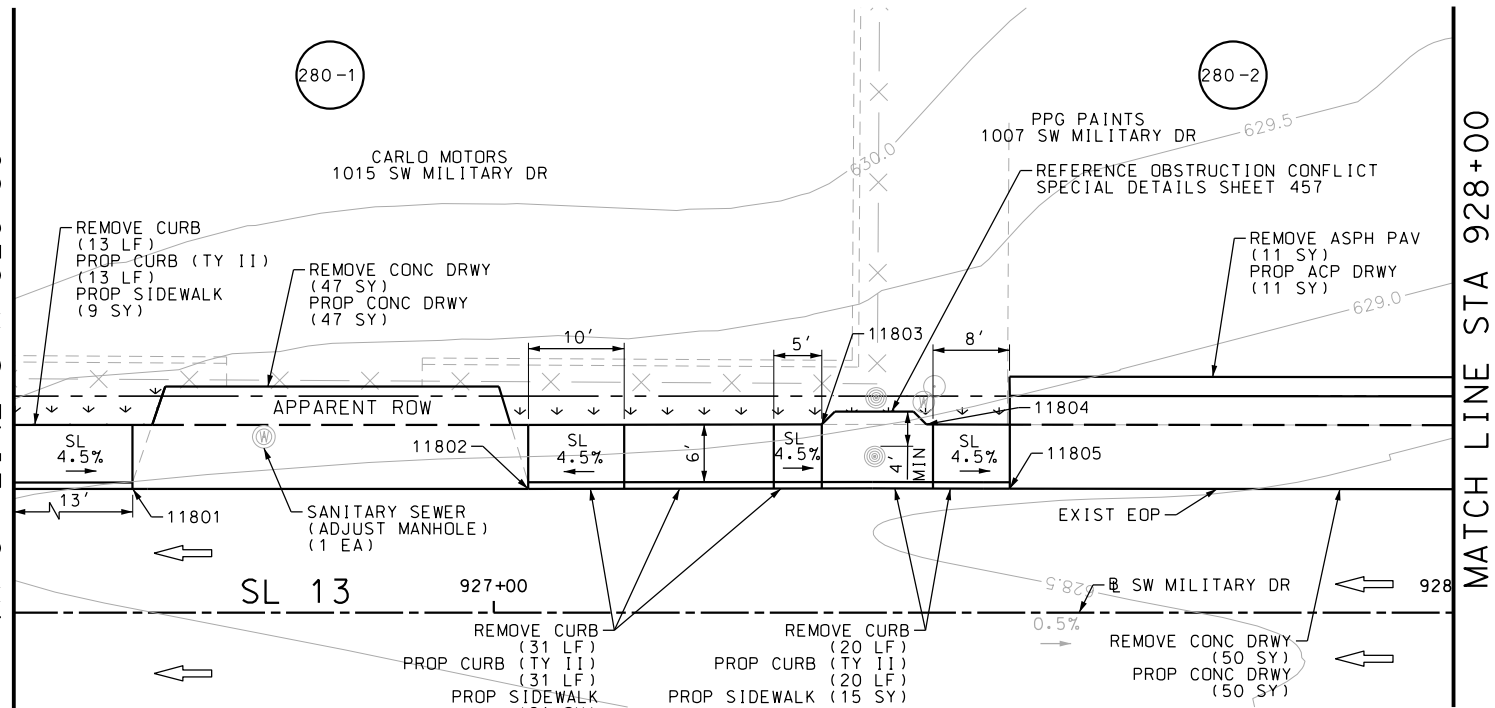 280-1
280-2
CARLO MOTORS
1015 SW MILITARY DR
PPG PAINTS
1007 SW MILITARY DR
630.0
629.5
629.0
REFERENCE OBSTRUCTION CONFLICT
SPECIAL DETAILS SHEET 457
REMOVE CURB
(13 LF)
PROP CURB (TY II)
(13 LF)
PROP SIDEWALK
(9 SY)
REMOVE CONC DRWY
(47 SY)
PROP CONC DRWY
(47 SY)
REMOVE ASPH PAV
(11 SY)
PROP ACP DRWY
(11 SY)
MATCH LINE STA 928+00
10'
5'
11803
8'
APPARENT ROW
W
W
11804
SL
4.5%
11802
SL
4.5%
6'
SL
4.5%
4'
MIN
SL
4.5%
11805
13'
11801
SANITARY SEWER
(ADJUST MANHOLE)
(1 EA)
EXIST EOP
SL 13
927+00
628.5
B SW MILITARY DR
928
0.5%
REMOVE CURB
(31 LF)
PROP CURB (TY II)
(31 LF)
PROP SIDEWALK
REMOVE CURB
(20 LF)
PROP CURB (TY II)
(20 LF)
PROP SIDEWALK (15 SY)
REMOVE CONC DRWY
(50 SY)
PROP CONC DRWY
(50 SY)